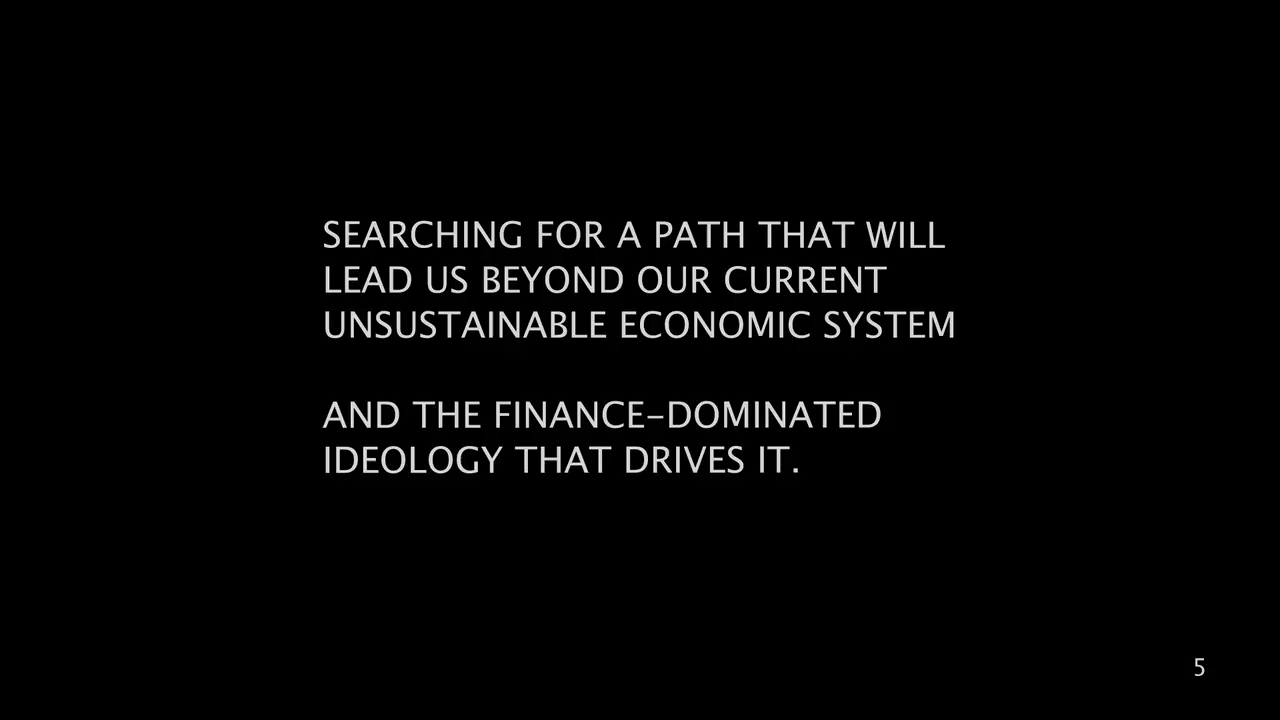 SEARCHING FOR A PATH THAT WILL
LEAD US BEYOND OUR CURRENT
UNSUSTAINABLE ECONOMIC SYSTEM
AND THE FINANCE–DOMINATED
IDEOLOGY THAT DRIVES IT.
5